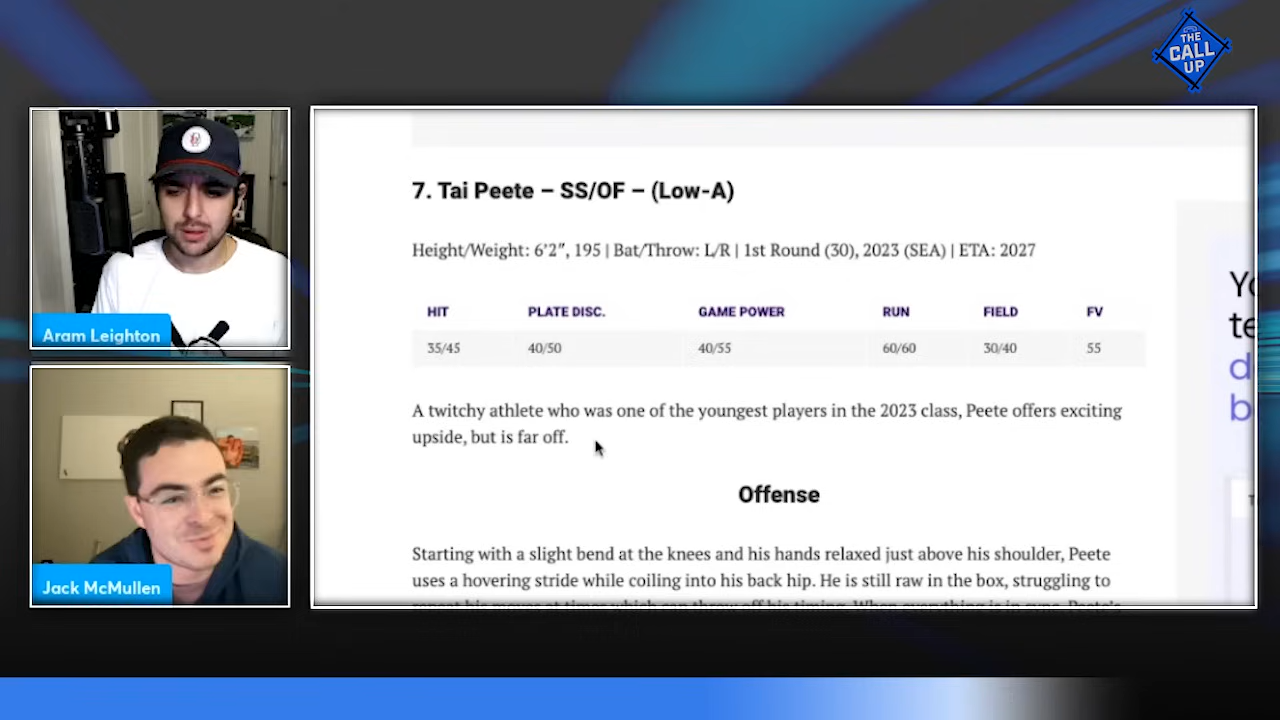 THE
CALL
UP
Aram Leighton
Jack McMullen
7. Tai Peete – SS/OF – (Low-A)
Height/Weight: 6′2″, 195 | Bat/Throw: L/R | 1st Round (30), 2023 (SEA) | ETA: 2027
HIT PLATE DISC. GAME POWER RUN FIELD FV
35/45 40/50 40/55 60/60 30/40 55
A twitchy athlete who was one of the youngest players in the 2023 class, Peete offers exciting
upside, but is far off.
Offense
Starting with a slight bend at the knees and his hands relaxed just above his shoulder, Peete
uses a hovering stride while coiling into his back hip. He is still raw in the box, struggling to